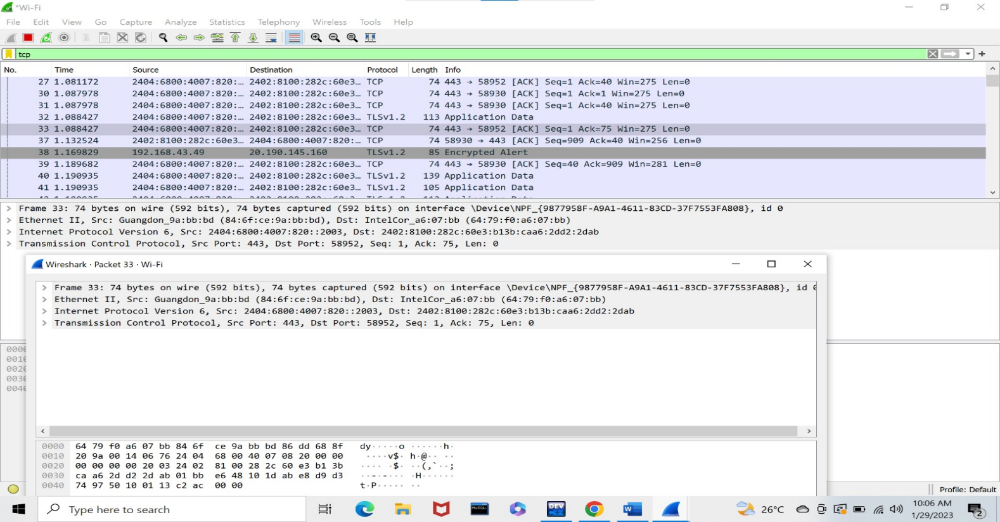 *Wi-Fi
File Edit View Go Capture Analyze Statistics Telephony Wireless Tools Help
tcp
No. Time Source Destination Protocol Length Info
27 1.081172 2404:6800:4007:820:… 2402:8100:282c:60e3… TCP 74 443 → 58952 [ACK] Seq=1 Ack=40 Win=275 Len=0
30 1.087978 2404:6800:4007:820:… 2402:8100:282c:60e3… TCP 74 443 → 58930 [ACK] Seq=1 Ack=1 Win=275 Len=0
31 1.087978 2404:6800:4007:820:… 2402:8100:282c:60e3… TCP 74 443 → 58930 [ACK] Seq=1 Ack=40 Win=275 Len=0
32 1.088427 2404:6800:4007:820:… 2402:8100:282c:60e3… TLSv1.2 113 Application Data
33 1.088427 2404:6800:4007:820:… 2402:8100:282c:60e3… TCP 74 443 → 58952 [ACK] Seq=1 Ack=75 Win=275 Len=0
37 1.132524 2402:8100:282c:60e3… 2404:6800:4007:820:… TCP 74 58930 → 443 [ACK] Seq=909 Ack=40 Win=256 Len=0
38 1.169829 192.168.43.49 20.190.145.160 TLSv1.2 85 Encrypted Alert
39 1.189682 2404:6800:4007:820:… 2402:8100:282c:60e3… TCP 74 443 → 58930 [ACK] Seq=40 Ack=909 Win=281 Len=0
40 1.190935 2404:6800:4007:820:… 2402:8100:282c:60e3… TLSv1.2 139 Application Data
41 1.190935 2404:6800:4007:820:… 2402:8100:282c:60e3… TLSv1.2 105 Application Data
Frame 33: 74 bytes on wire (592 bits), 74 bytes captured (592 bits) on interface \Device\NPF_{9877958F-A9A1-4611-83CD-37F7553FA808}, id 0
Ethernet II, Src: Guangdon_9a:bb:bd (84:6f:ce:9a:bb:bd), Dst: IntelCor_a6:07:bb (64:79:f0:a6:07:bb)
Internet Protocol Version 6, Src: 2404:6800:4007:820::2003, Dst: 2402:8100:282c:60e3:b13b:caa6:2dd2:2dab
Transmission Control Protocol, Src Port: 443, Dst Port: 58952, Seq: 1, Ack: 75, Len: 0
Wireshark · Packet 33 · Wi-Fi
Frame 33: 74 bytes on wire (592 bits), 74 bytes captured (592 bits) on interface \Device\NPF_{9877958F-A9A1-4611-83CD-37F7553FA808}, id
Ethernet II, Src: Guangdon_9a:bb:bd (84:6f:ce:9a:bb:bd), Dst: IntelCor_a6:07:bb (64:79:f0:a6:07:bb)
Internet Protocol Version 6, Src: 2404:6800:4007:820::2003, Dst: 2402:8100:282c:60e3:b13b:caa6:2dd2:2dab
Transmission Control Protocol, Src Port: 443, Dst Port: 58952, Seq: 1, Ack: 75, Len: 0
0000 64 79 f0 a6 07 bb 84 6f ce 9a bb bd 86 dd 68 8f dy·····o ······h·
0010 20 9a 00 14 06 76 24 04 68 00 40 07 08 20 00 00 ····v$· h·@·· ··
0020 00 00 00 00 20 03 24 02 81 00 28 2c 60 e3 b1 3b ···· ·$· ··(,`··;
0030 ca a6 2d d2 2d ab 01 bb e6 48 10 1d ab e8 d9 d3 ··-·-··· ·H······
0040 74 97 50 10 01 13 c2 ac 00 00 t·P····· ··
Profile: Default
Type here to search
MySQL
DEV
W
26°C
10:06 AM
1/29/2023
2